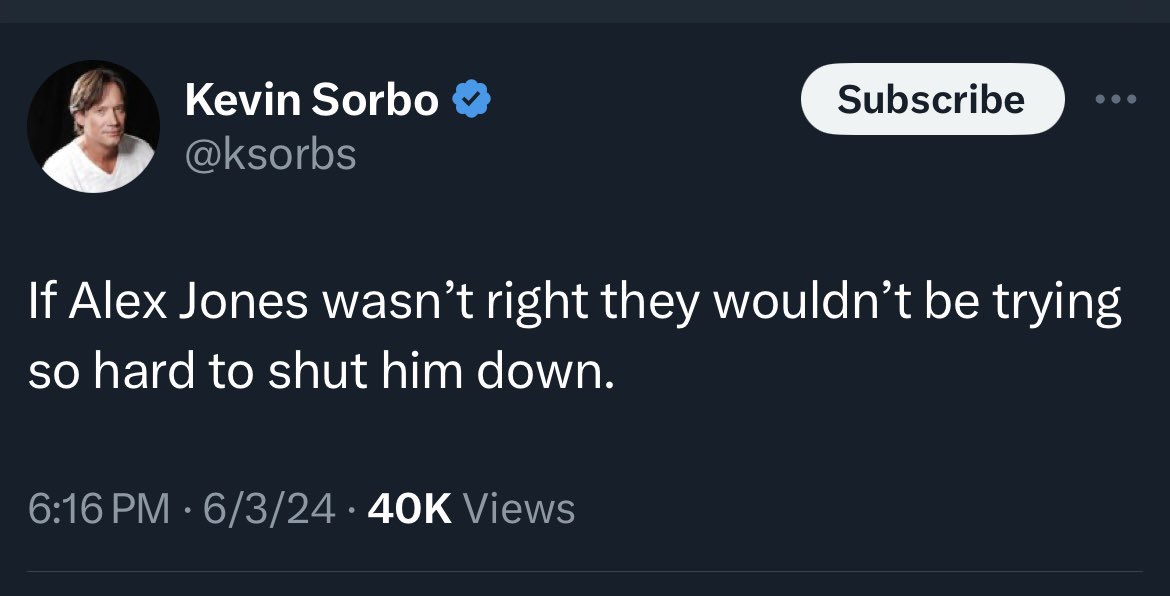 Kevin Sorbo
Subscribe
@ksorbs
If Alex Jones wasn’t right they wouldn’t be trying
so hard to shut him down.
6:16 PM · 6/3/24 · 40K Views